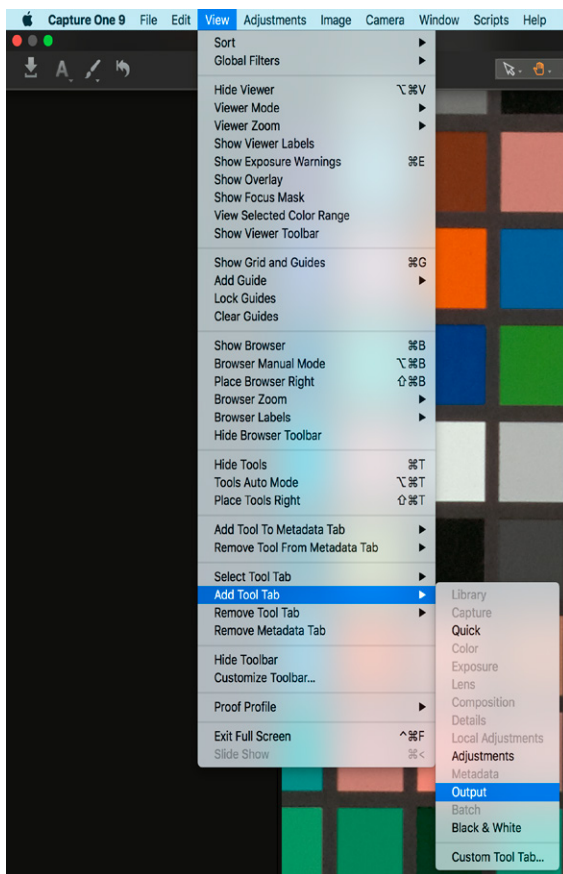 Capture One 9 File Edit View Adjustments Image Camera Window Scripts Help
A
Sort
Global Filters
Hide Viewer ⌥⌘V
Viewer Mode
Viewer Zoom
Show Viewer Labels
Show Exposure Warnings ⌘E
Show Overlay
Show Focus Mask
View Selected Color Range
Show Viewer Toolbar
Show Grid and Guides ⌘G
Add Guide
Lock Guides
Clear Guides
Show Browser ⌘B
Browser Manual Mode ⌥⌘B
Place Browser Right ⇧⌘B
Browser Zoom
Browser Labels
Hide Browser Toolbar
Hide Tools ⌘T
Tools Auto Mode ⌥⌘T
Place Tools Right ⇧⌘T
Add Tool To Metadata Tab
Remove Tool From Metadata Tab
Select Tool Tab
Add Tool Tab
Remove Tool Tab
Remove Metadata Tab
Hide Toolbar
Customize Toolbar...
Proof Profile
Exit Full Screen ^⌘F
Slide Show ⌘<
Library
Capture
Quick
Color
Exposure
Lens
Composition
Details
Local Adjustments
Adjustments
Metadata
Output
Batch
Black & White
Custom Tool Tab...